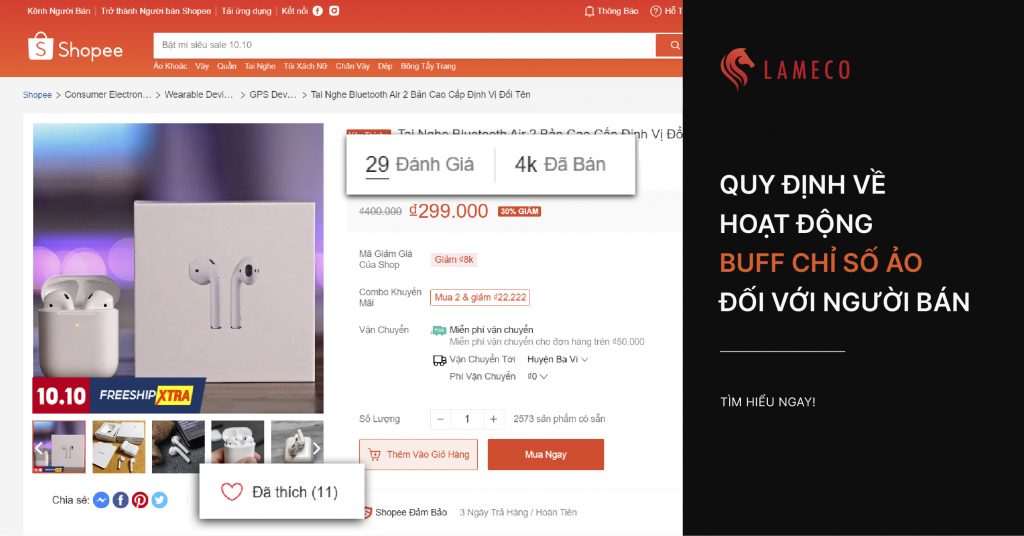 Kênh Người Bán | Trở thành Người bán Shopee | Tải ứng dụng | Kết nối
Thông Báo
Hỗ T
Shopee
Bật mí siêu sale 10.10
Áo Khoác Váy Quần Tai Nghe Túi Xách Nữ Chân Váy Dép Bông Tẩy Trang
Shopee > Consumer Electron... > Wearable Devi... > GPS Dev... > Tai Nghe Bluetooth Air 2 Bản Cao Cấp Định Vị Đổi Tên
Tai Nghe Bluetooth Air 2 Bản Cao Cấp Định Vị Đổ
29 Đánh Giá
4k Đã Bán
₫400.000 ₫299.000 30% GIẢM
Mã Giảm Giá
Của Shop
Giảm ₫8k
Combo Khuyến
Mãi
Mua 2 & giảm ₫22.222
Vận Chuyển
Miễn phí vận chuyển
Miễn phí vận chuyển cho đơn hàng trên ₫50.000
Vận Chuyển Tới Huyện Ba Vì
Phí Vận Chuyển ₫0
Số Lượng
− 1 +
2573 sản phẩm có sẵn
Thêm Vào Giỏ Hàng
Mua Ngay
10.10 FREESHIP XTRA
10.10
Chia sẻ:
Đã thích (11)
Shopee Đảm Bảo
3 Ngày Trả Hàng / Hoàn Tiền
LAMECO
QUY ĐỊNH VỀ
HOẠT ĐỘNG
BUFF CHỈ SỐ ẢO
ĐỐI VỚI NGƯỜI BÁN
TÌM HIỂU NGAY!